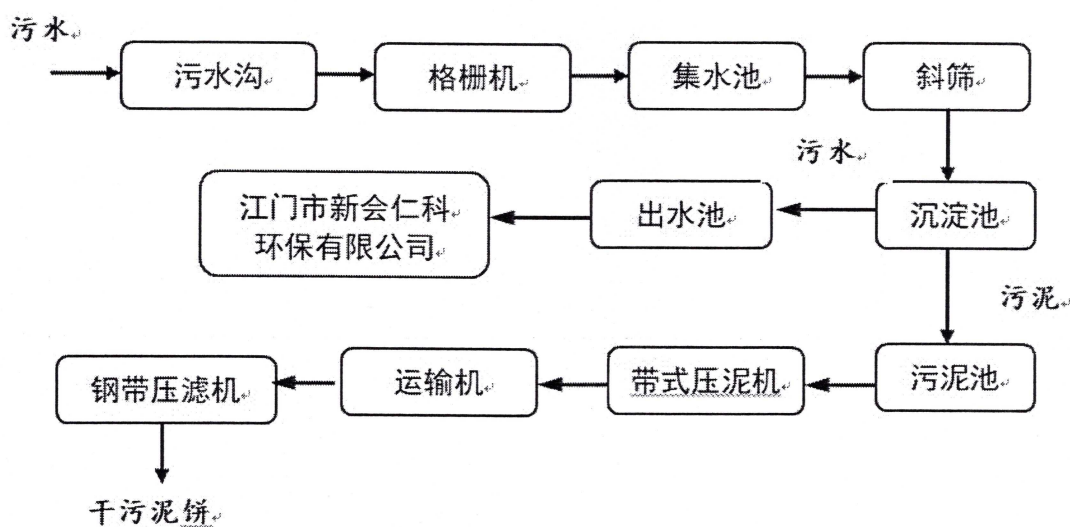 污水
污水沟
格栅机
集水池
斜筛
污水
江门市新会仁科
环保有限公司
出水池
沉淀池
污泥
钢带压滤机
运输机
带式压泥机
污泥池
干污泥饼